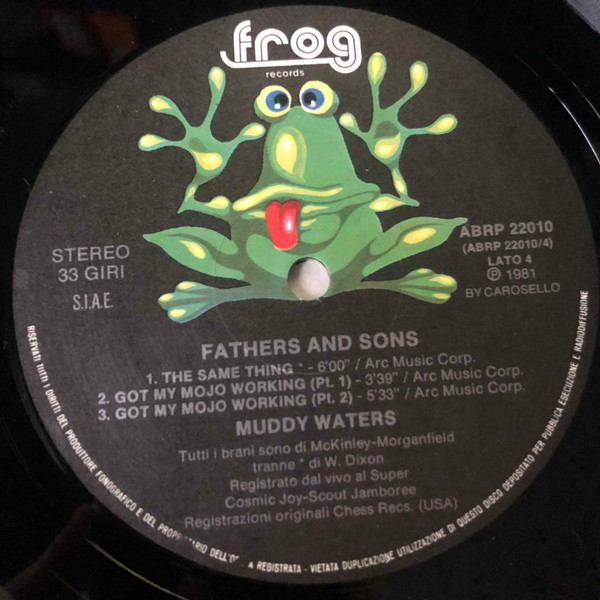 frog
records
STEREO
33 GIRI
S.I.A.E.
ABRP 22010
(ABRP 22010/4)
LATO 4
℗ 1981
BY CAROSELLO
FATHERS AND SONS
1. THE SAME THING * - 6'00" / Arc Music Corp.
2. GOT MY MOJO WORKING (Pt. 1) - 3'39" / Arc Music Corp.
3. GOT MY MOJO WORKING (Pt. 2) - 5'33" / Arc Music Corp.
MUDDY WATERS
Tutti i brani sono di McKinley-Morganfield
tranne * di W. Dixon
Registrato dal vivo al Super
Cosmic Joy-Scout Jamboree
Registrazioni originali Chess Recs. (USA)
RISERVATI TUTTI I DIRITTI DEL PRODUTTORE FONOGRAFICO E DEL DELL' A REGISTRATA - VIETATA DUPLICAZIONE UTILIZZAZIONE DI QUESTO DISCO DEPOSITATO PER PUBBLICA ESECUZIONE E RADIODIFFUSIONE